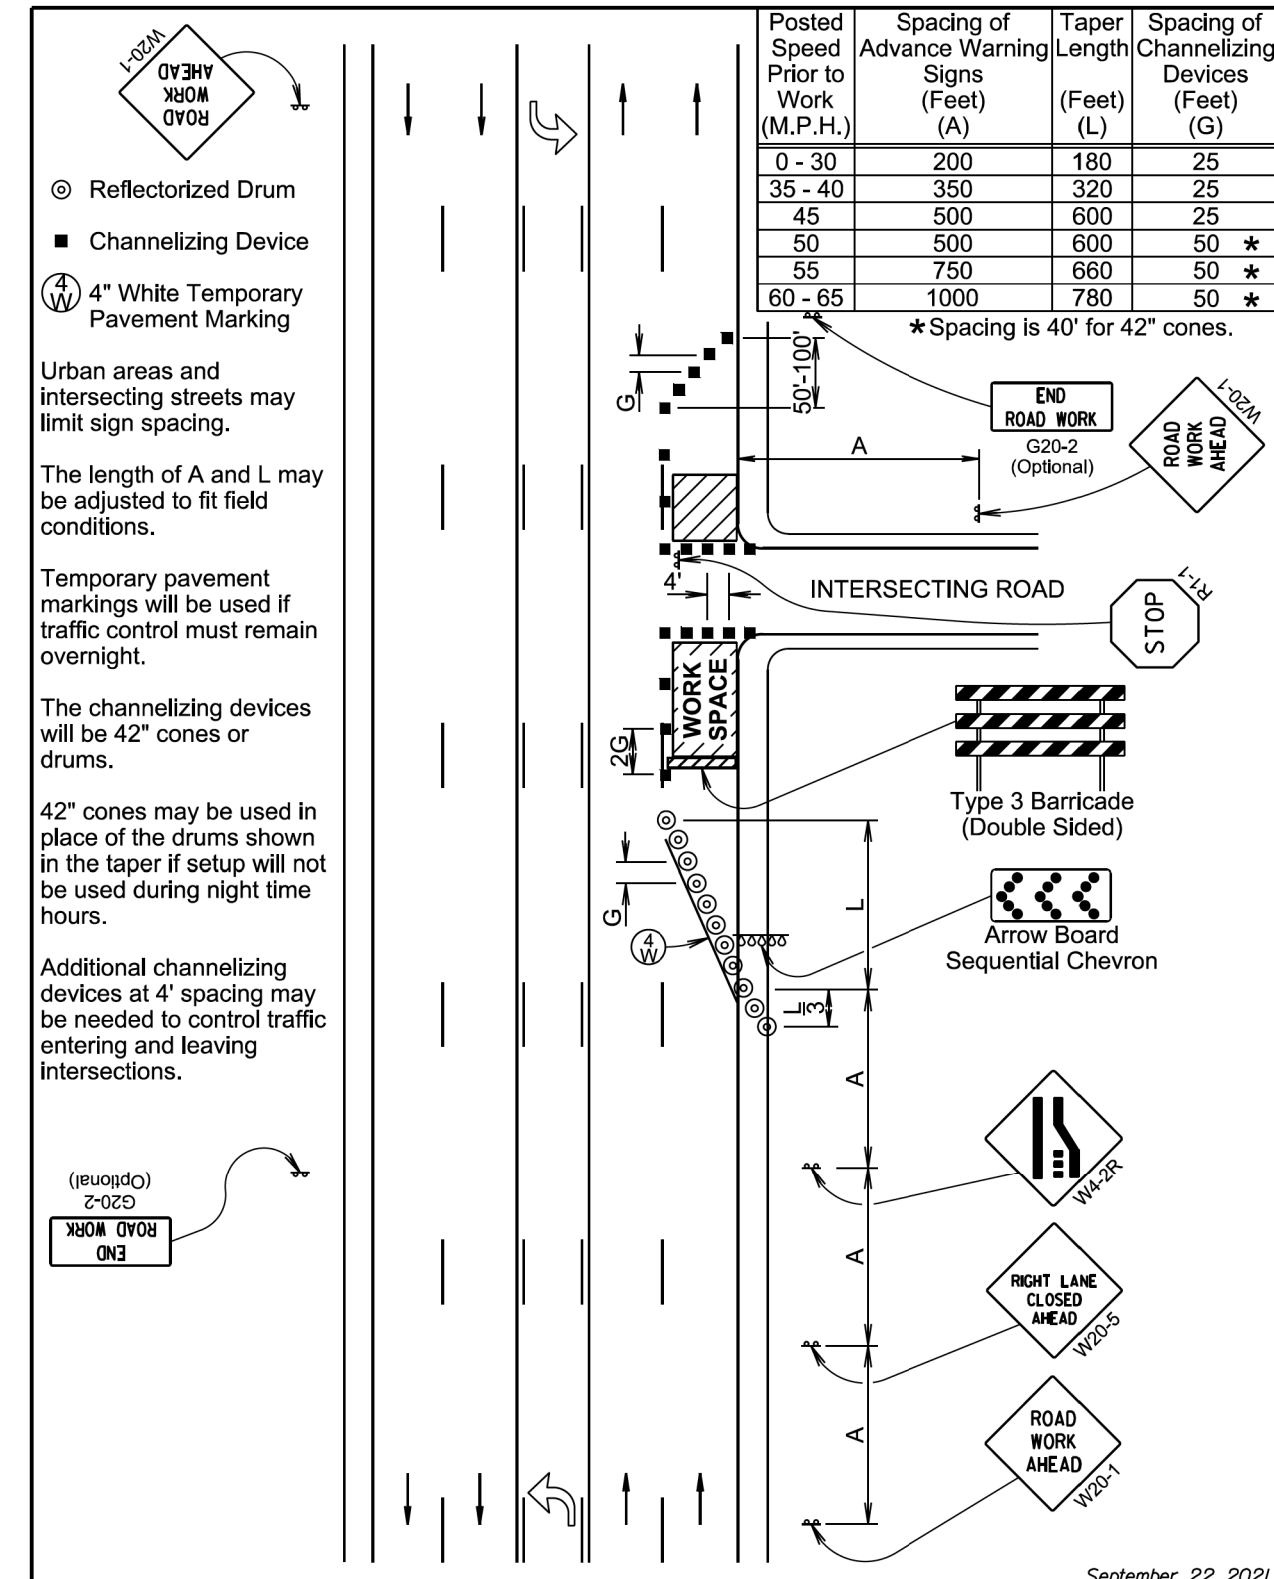 W20-1
ROAD
WORK
AHEAD
Reflectorized Drum
Channelizing Device
4
W
4" White Temporary
Pavement Marking
Urban areas and
intersecting streets may
limit sign spacing.
The length of A and L may
be adjusted to fit field
conditions.
Temporary pavement
markings will be used if
traffic control must remain
overnight.
The channelizing devices
will be 42" cones or
drums.
42" cones may be used in
place of the drums shown
in the taper if setup will not
be used during night time
hours.
Additional channelizing
devices at 4' spacing may
be needed to control traffic
entering and leaving
intersections.
(Optional)
G20-2
END
ROAD WORK
Posted Speed Prior to Work (M.P.H.) | Spacing of Advance Warning Signs (Feet) (A) | Taper Length (Feet) (L) | Spacing of Channelizing Devices (Feet) (G)
0 - 30 200 180 25
35 - 40 350 320 25
45 500 600 25
50 500 600 50 *
55 750 660 50 *
60 - 65 1000 780 50 *
* Spacing is 40' for 42" cones.
G
50'-100'
END
ROAD WORK
G20-2
(Optional)
W20-1
ROAD
WORK
AHEAD
A
4'
INTERSECTING ROAD
R1-1
STOP
WORK
SPACE
2G
Type 3 Barricade
(Double Sided)
L
G
4
W
Arrow Board
Sequential Chevron
L
3
A
W4-2R
A
RIGHT LANE
CLOSED
AHEAD
W20-5
A
ROAD
WORK
AHEAD
W20-1
September 22, 2021